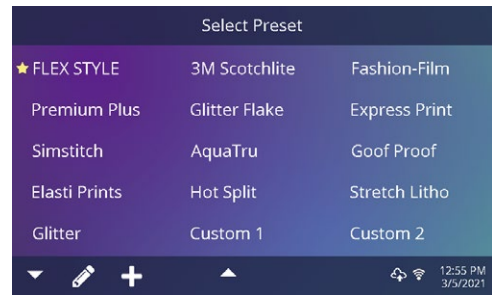 Select Preset
FLEX STYLE 3M Scotchlite Fashion-Film
Premium Plus Glitter Flake Express Print
Simstitch AquaTru Goof Proof
Elasti Prints Hot Split Stretch Litho
Glitter Custom 1 Custom 2
12:55 PM
3/5/2021